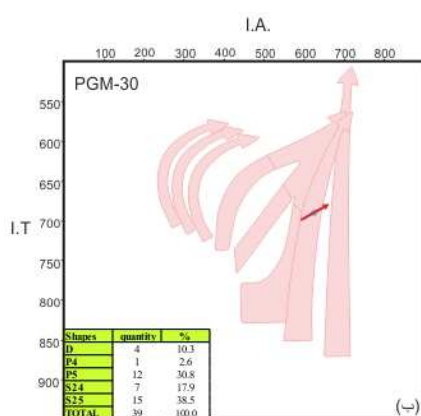 I.A.
100 200 300 400 500 600 700 800
PGM-30
550
600
650
I.T
700
750
800
850
900
Shapes quantity %
D 4 10.3
P4 1 2.6
P5 12 30.8
S24 7 17.9
S25 15 38.5
TOTAL 39 100.0
(ب)